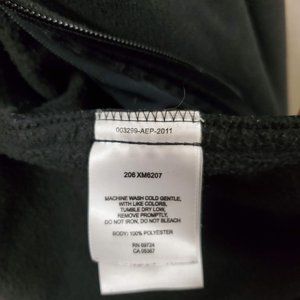 003299-AEP-2011
206 XM6207
MACHINE WASH COLD GENTLE,
WITH LIKE COLORS,
TUMBLE DRY LOW,
REMOVE PROMPTLY,
DO NOT IRON, DO NOT BLEACH
BODY: 100% POLYESTER
RN 69724
CA 05367